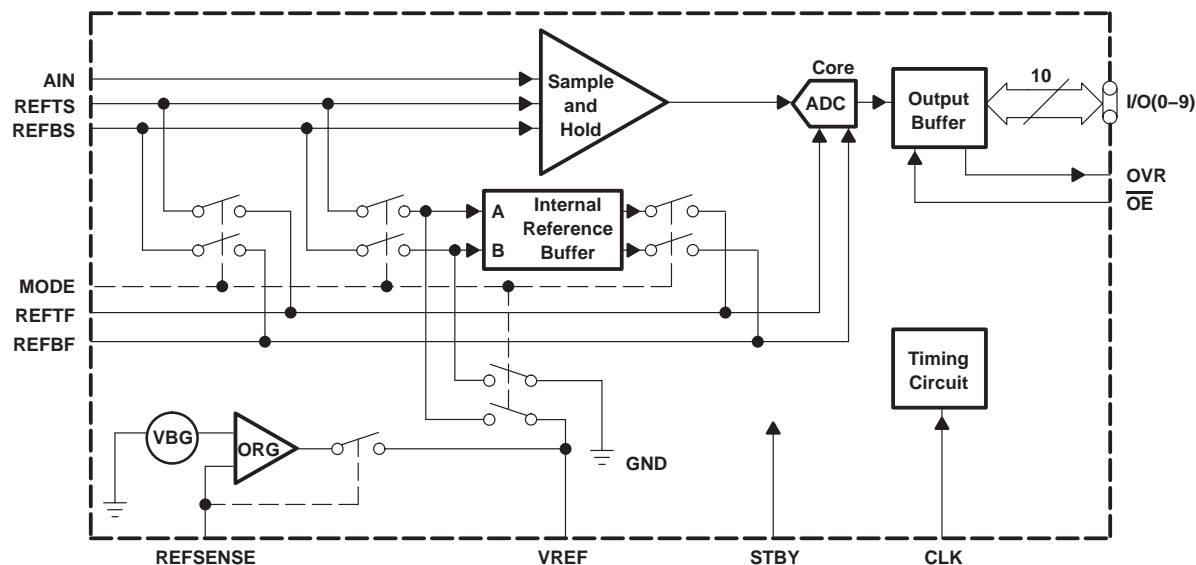 AIN
REFTS
REFBS
Sample
and
Hold
Core
ADC
Output
Buffer
10
I/O(0–9)
OVR
OE
A
B
Internal
Reference
Buffer
MODE
REFTF
REFBF
Timing
Circuit
VBG
ORG
GND
REFSENSE
VREF
STBY
CLK